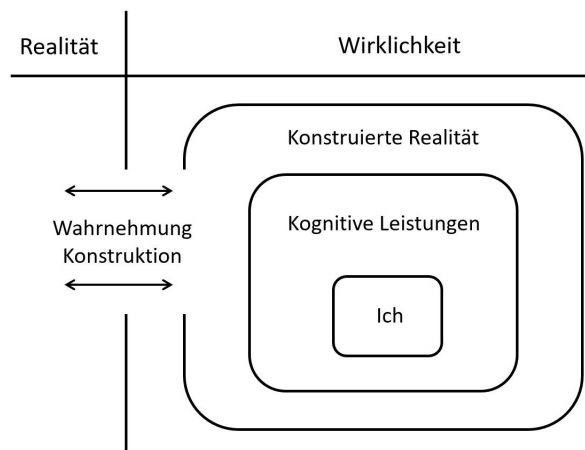 Realität
Wirklichkeit
Konstruierte Realität
Wahrnehmung
Konstruktion
Kognitive Leistungen
Ich